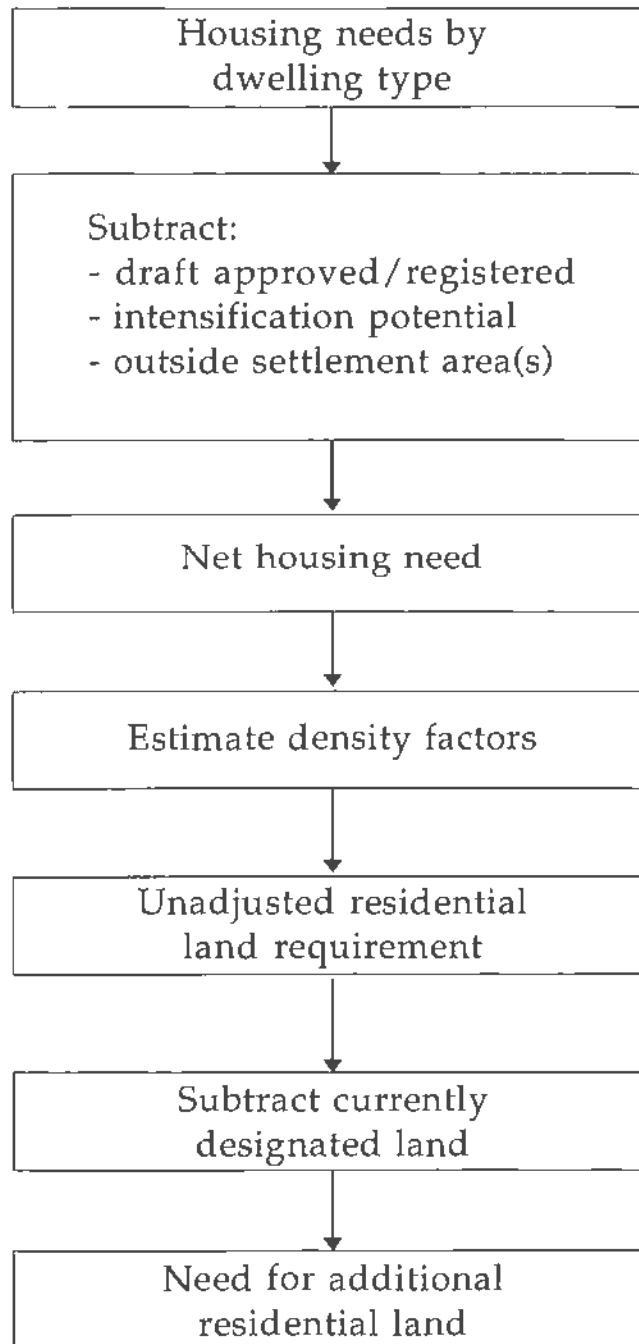 Housing needs by
dwelling type
Subtract:
- draft approved/registered
- intensification potential
- outside settlement area(s)
Net housing need
Estimate density factors
Unadjusted residential
land requirement
Subtract currently
designated land
Need for additional
residential land